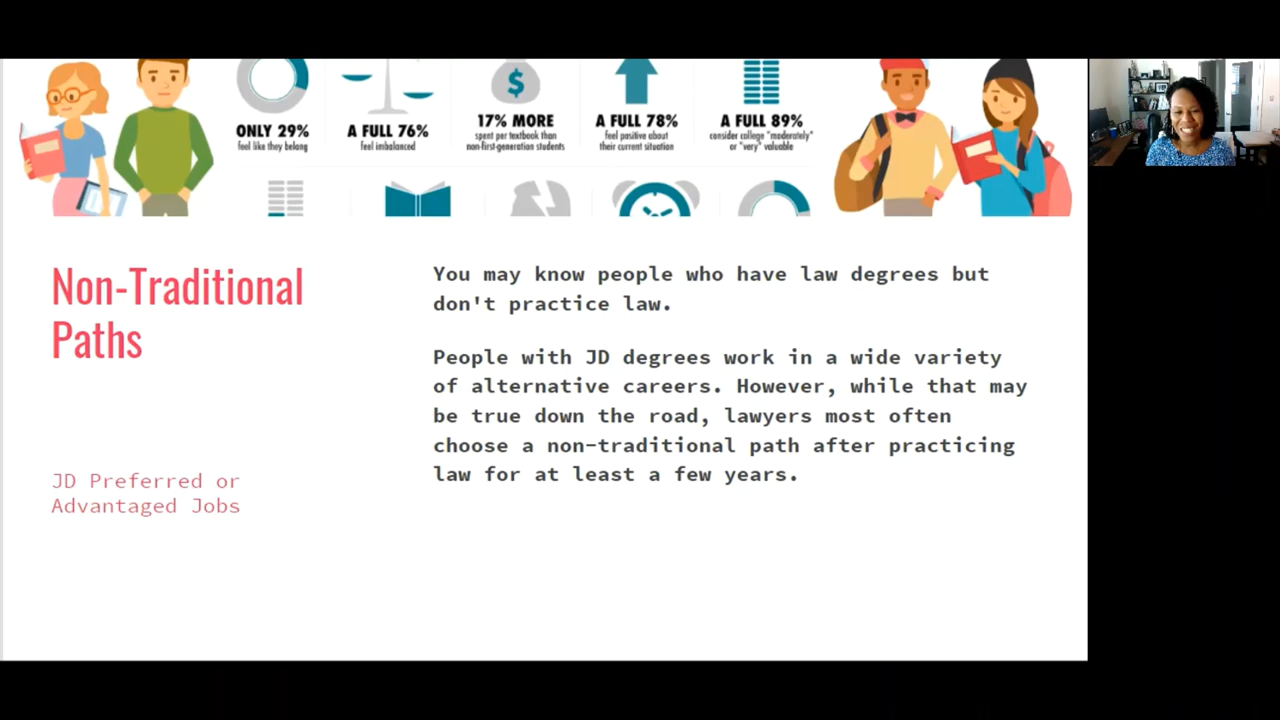 ONLY 29%
feel like they belong
A FULL 76%
feel imbalanced
$
17% MORE
spent per textbook than
non-first-generation students
A FULL 78%
feel positive about
their current situation
A FULL 89%
consider college "moderately"
or "very" valuable
Non-Traditional
Paths
JD Preferred or
Advantaged Jobs
You may know people who have law degrees but
don't practice law.
People with JD degrees work in a wide variety
of alternative careers. However, while that may
be true down the road, lawyers most often
choose a non-traditional path after practicing
law for at least a few years.